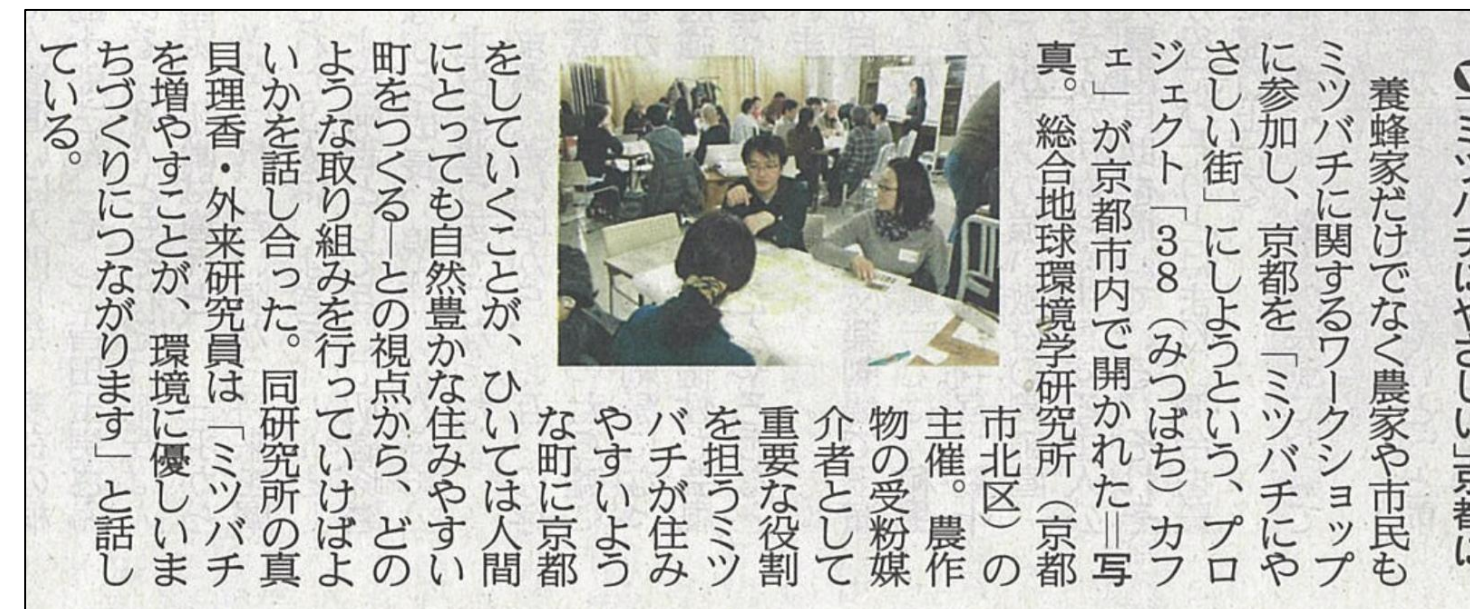 「ミツバチにやさしい」京都に
養蜂家だけでなく農家や市民も
ミツバチに関するワークショップ
に参加し、京都を「ミツバチにや
さしい街」にしようという、プロ
ジェクト「38（みつばち）カフ
ェ」が京都市内で開かれた＝写
真。総合地球環境学研究所（京都
市北区）の
主催。農作
物の受粉媒
介者として
重要な役割
を担うミツ
バチが住み
やすいよう
な町に京都
をしていくことが、ひいては人間
にとっても自然豊かな住みやすい
町をつくる―との視点から、どの
ような取り組みを行っていけばよ
いかを話し合った。同研究所の真
貝理香・外来研究員は「ミツバチ
を増やすことが、環境に優しいま
ちづくりにつながります」と話し
ている。